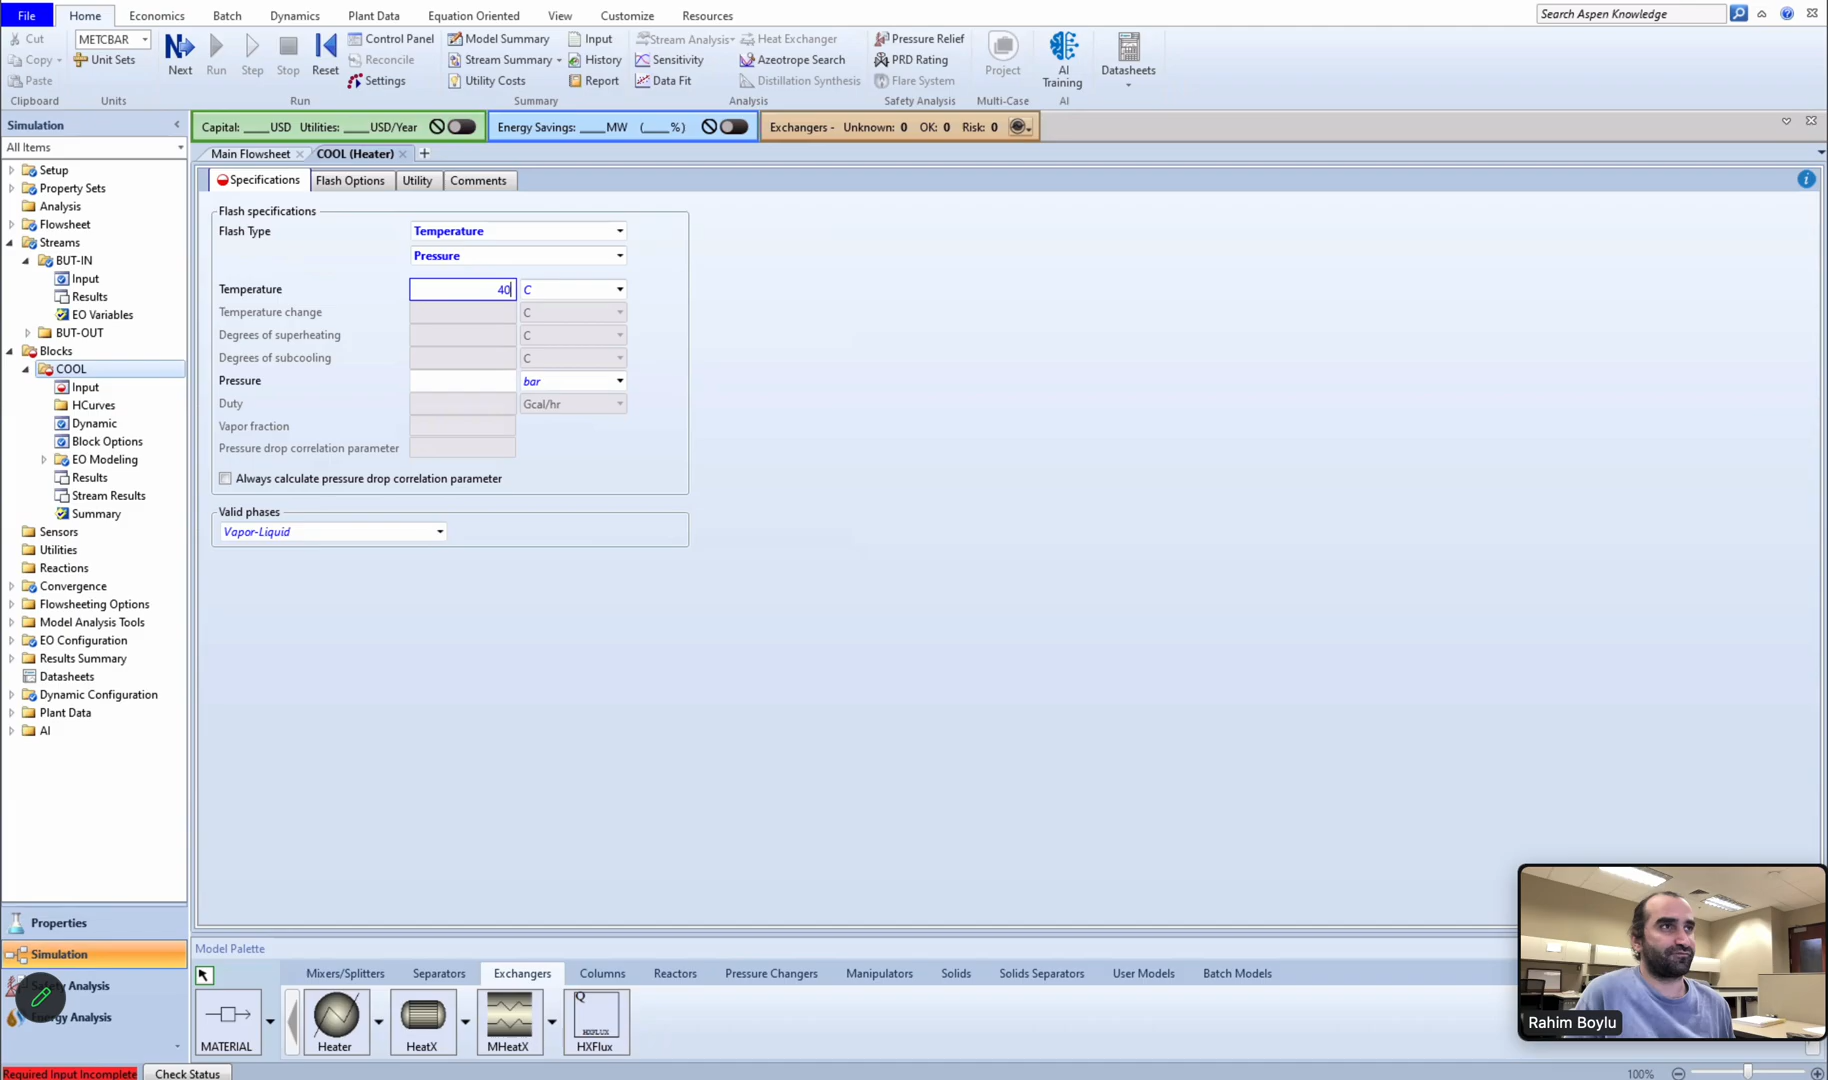 File Home Economics Batch Dynamics Plant Data Equation Oriented View Customize Resources Search Aspen Knowledge
Cut METCBAR Control Panel Model Summary Input Stream Analysis Heat Exchanger Pressure Relief
Copy Unit Sets Next Run Step Stop Reset Reconcile Stream Summary History Sensitivity Azeotrope Search PRD Rating Project AI Training Datasheets
Paste Settings Utility Costs Report Data Fit Distillation Synthesis Flare System
Clipboard Units Run Summary Analysis Safety Analysis Multi-Case AI
Simulation Capital: ____USD Utilities: ____USD/Year Energy Savings: ____MW (____%) Exchangers - Unknown: 0 OK: 0 Risk: 0
All Items Main Flowsheet COOL (Heater) +
Setup
Property Sets
Analysis
Flowsheet
Streams
BUT-IN
Input
Results
EO Variables
BUT-OUT
Blocks
COOL
Input
HCurves
Dynamic
Block Options
EO Modeling
Results
Stream Results
Summary
Sensors
Utilities
Reactions
Convergence
Flowsheeting Options
Model Analysis Tools
EO Configuration
Results Summary
Datasheets
Dynamic Configuration
Plant Data
AI
Properties
Simulation
Safety Analysis
Energy Analysis
Specifications Flash Options Utility Comments
Flash specifications
Flash Type Temperature
Pressure
Temperature 40 C
Temperature change C
Degrees of superheating C
Degrees of subcooling C
Pressure bar
Duty Gcal/hr
Vapor fraction
Pressure drop correlation parameter
Always calculate pressure drop correlation parameter
Valid phases
Vapor-Liquid
Model Palette
Mixers/Splitters Separators Exchangers Columns Reactors Pressure Changers Manipulators Solids Solids Separators User Models Batch Models
Q
HXFLUX
MATERIAL Heater HeatX MHeatX HXFlux
Rahim Boylu
Required Input Incomplete Check Status 100%